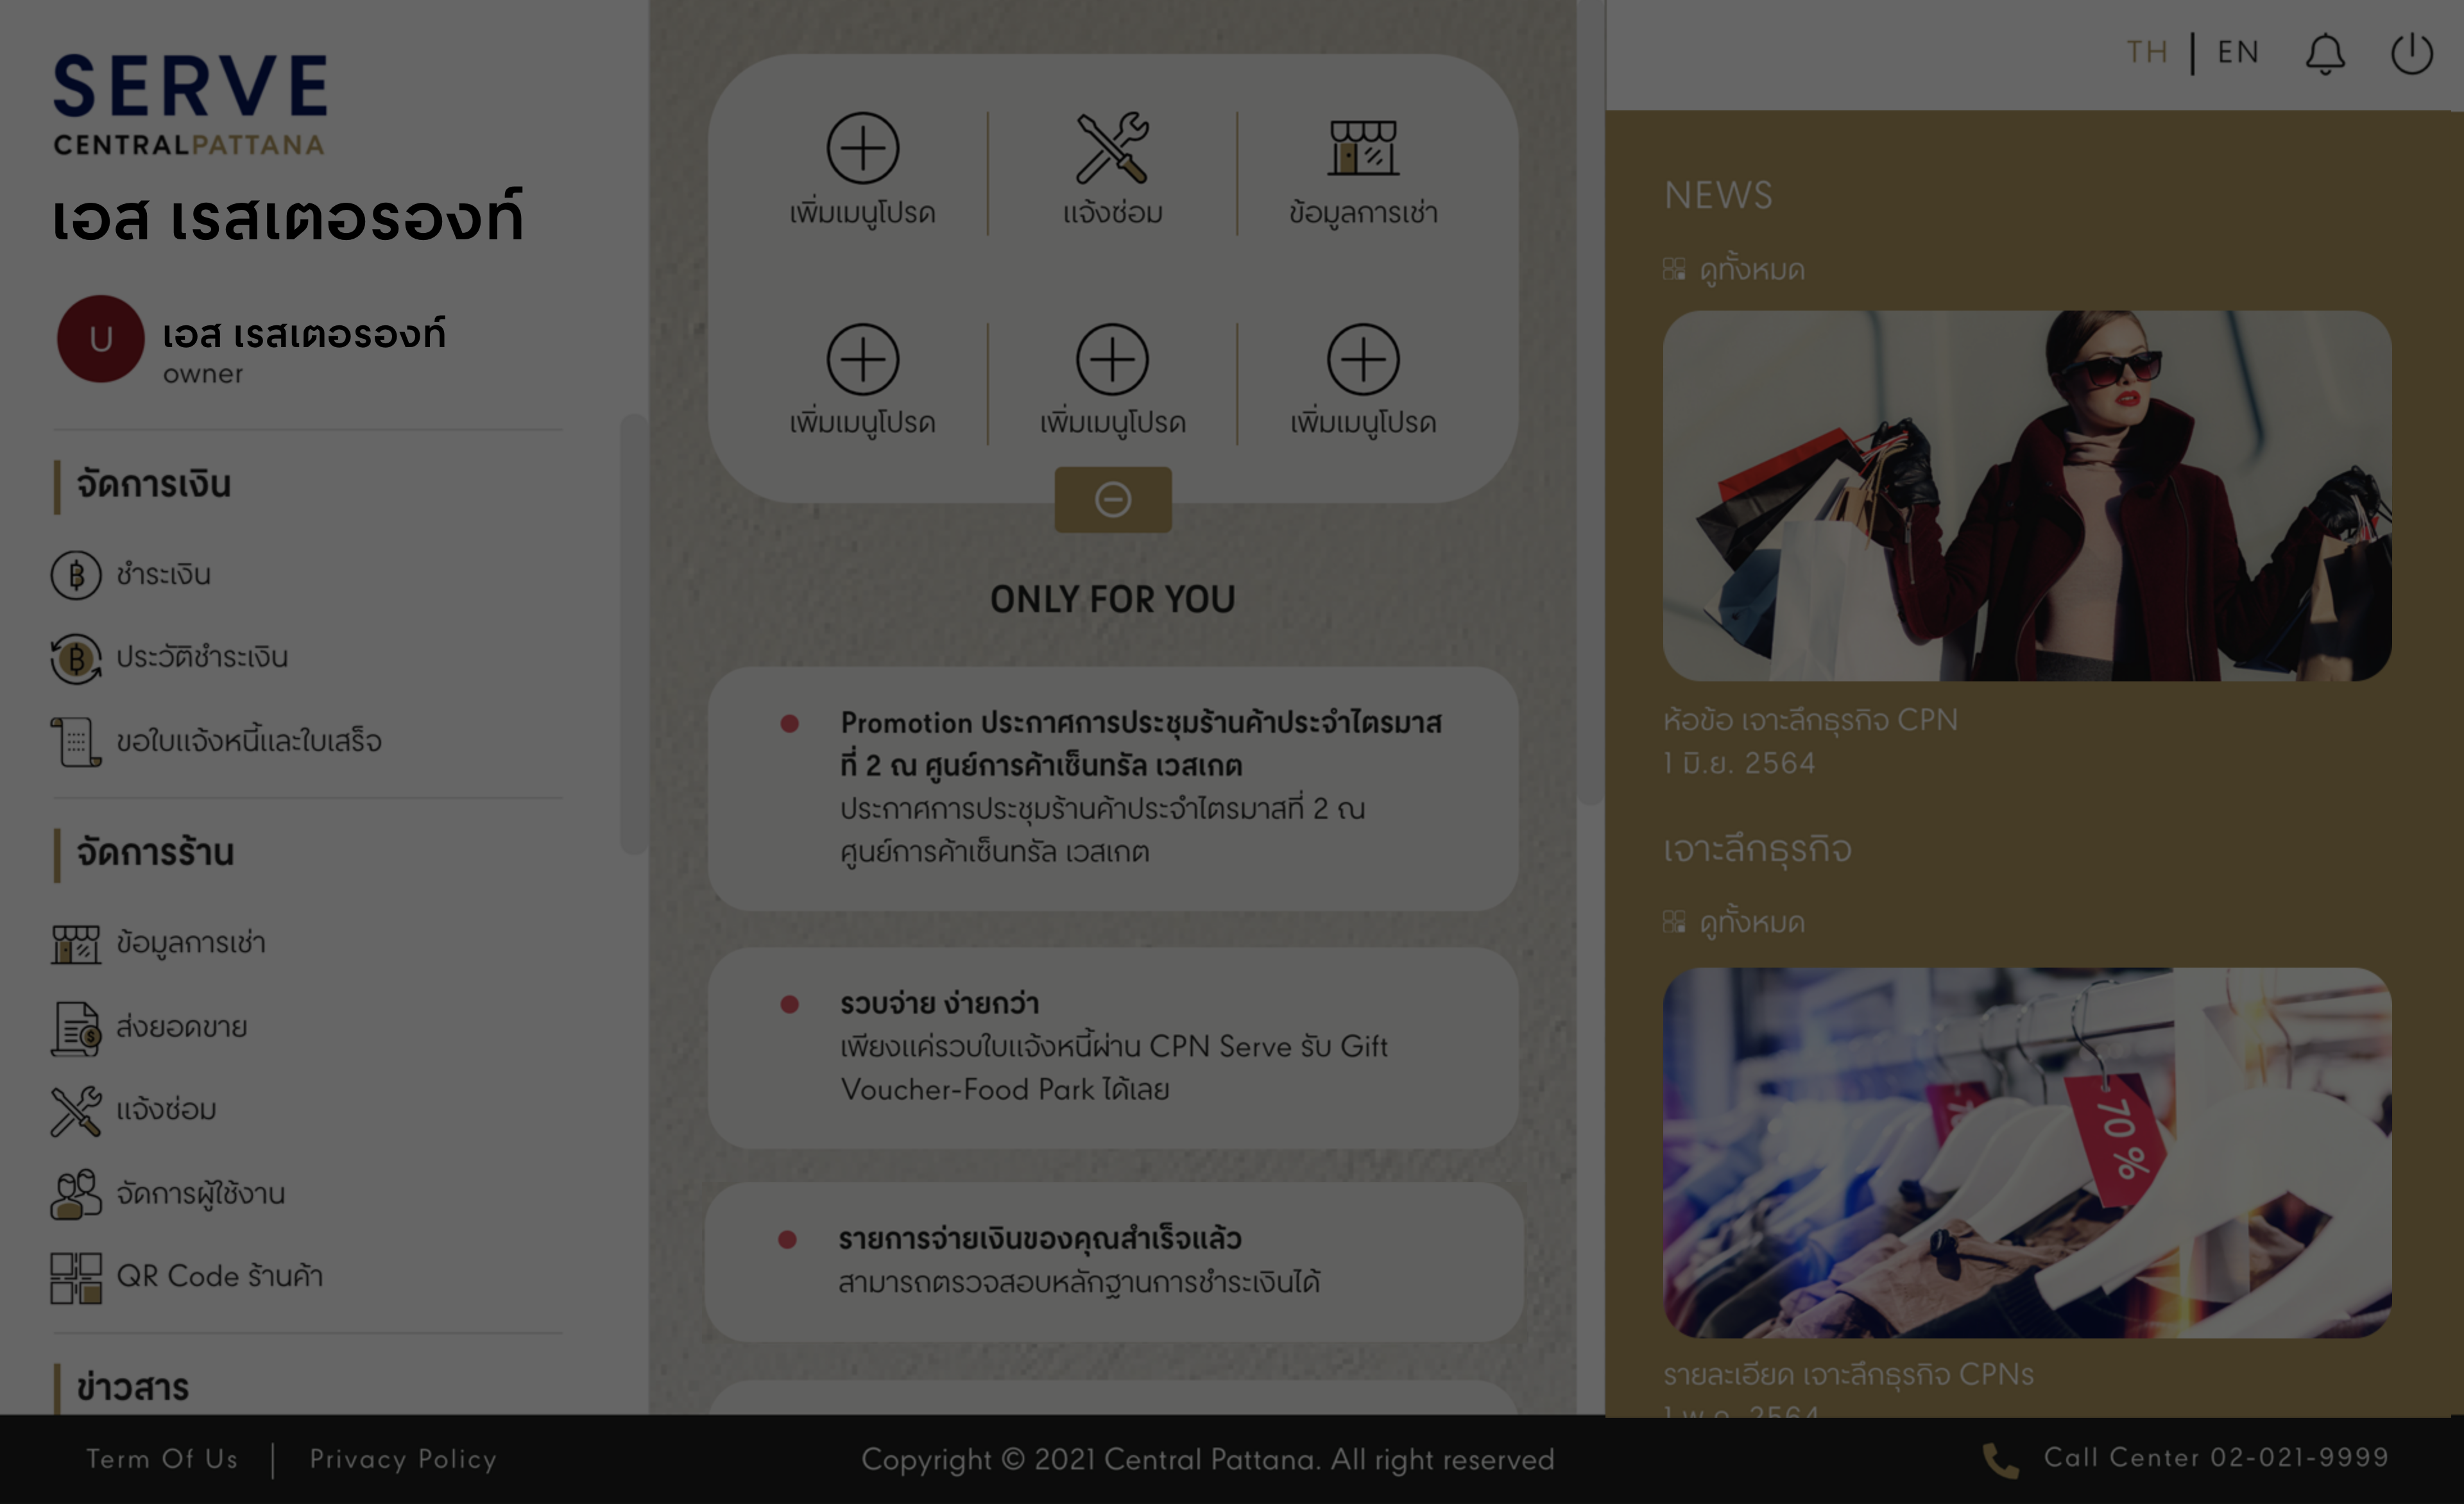 SERVE
CENTRALPATTANA
เอส เรสเตอรองท์
U
เอส เรสเตอรองท์
owner
จัดการเงิน
ชำระเงิน
ประวัติชำระเงิน
ขอใบแจ้งหนี้และใบเสร็จ
จัดการร้าน
ข้อมูลการเช่า
ส่งยอดขาย
แจ้งซ่อม
จัดการผู้ใช้งาน
QR Code ร้านค้า
ข่าวสาร
เพิ่มเมนูโปรด
แจ้งซ่อม
ข้อมูลการเช่า
เพิ่มเมนูโปรด
เพิ่มเมนูโปรด
เพิ่มเมนูโปรด
ONLY FOR YOU
Promotion ประกาศการประชุมร้านค้าประจำไตรมาส
ที่ 2 ณ ศูนย์การค้าเซ็นทรัล เวสเกต
ประกาศการประชุมร้านค้าประจำไตรมาสที่ 2 ณ
ศูนย์การค้าเซ็นทรัล เวสเกต
รวบจ่าย ง่ายกว่า
เพียงแค่รวบใบแจ้งหนี้ผ่าน CPN Serve รับ Gift
Voucher-Food Park ได้เลย
รายการจ่ายเงินของคุณสำเร็จแล้ว
สามารถตรวจสอบหลักฐานการชำระเงินได้
TH | EN
NEWS
ดูทั้งหมด
ห้อข้อ เจาะลึกธุรกิจ CPN
1 มิ.ย. 2564
เจาะลึกธุรกิจ
ดูทั้งหมด
70 %
รายละเอียด เจาะลึกธุรกิจ CPNs
Term Of Us | Privacy Policy
Copyright © 2021 Central Pattana. All right reserved
Call Center 02-021-9999